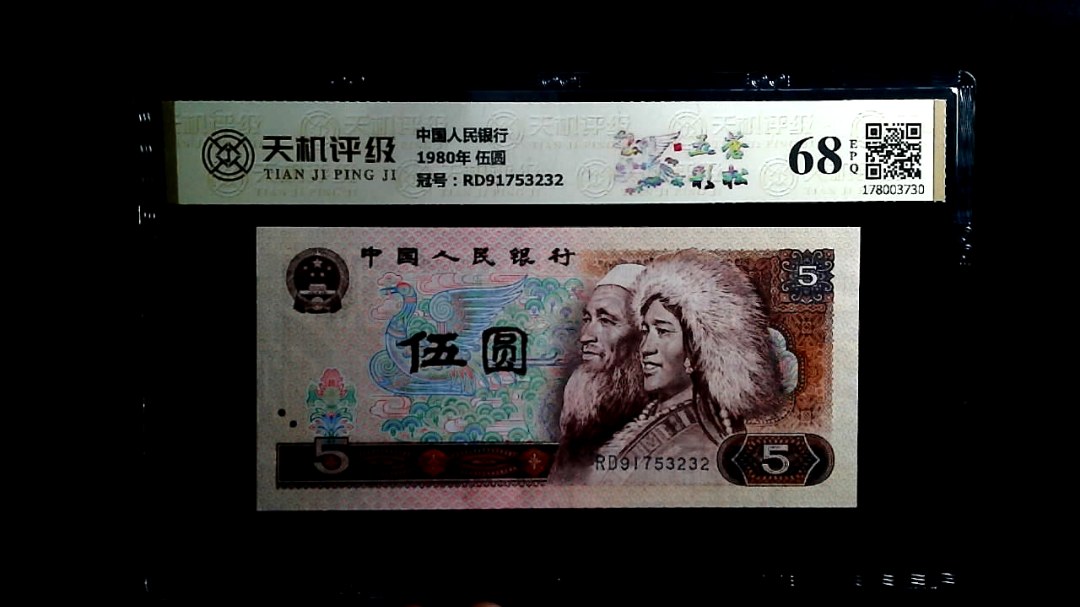 天机评级
TIAN JI PING JI
中国人民银行
1980年 伍圆
冠号：RD91753232
五彩
苍松
68
EPQ
178003730
中国人民银行
5
伍圆
5
RD91753232
5